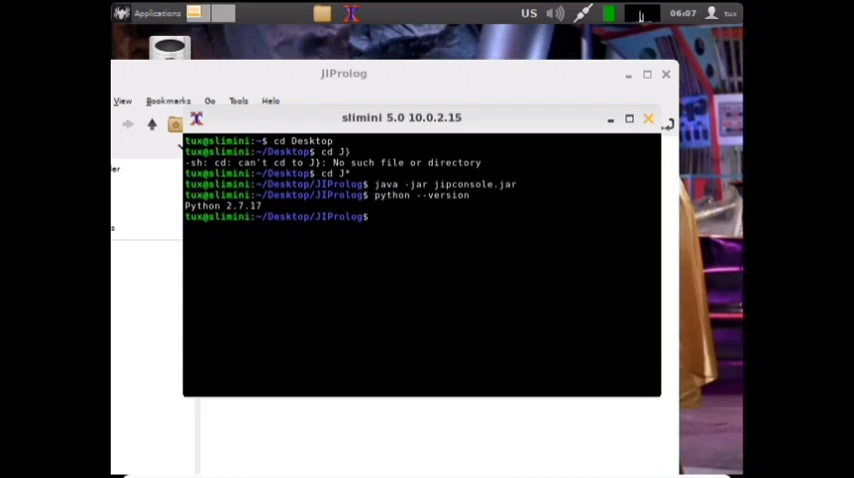 Applications
US
06:07
tux
JIProlog
View Bookmarks Go Tools Help
slimini 5.0 10.0.2.15
tux@slimini:~$ cd Desktop
tux@slimini:~/Desktop$ cd J}
-sh: cd: can't cd to J}: No such file or directory
tux@slimini:~/Desktop$ cd J*
tux@slimini:~/Desktop/JIProlog$ java -jar jipconsole.jar
tux@slimini:~/Desktop/JIProlog$ python --version
Python 2.7.17
tux@slimini:~/Desktop/JIProlog$